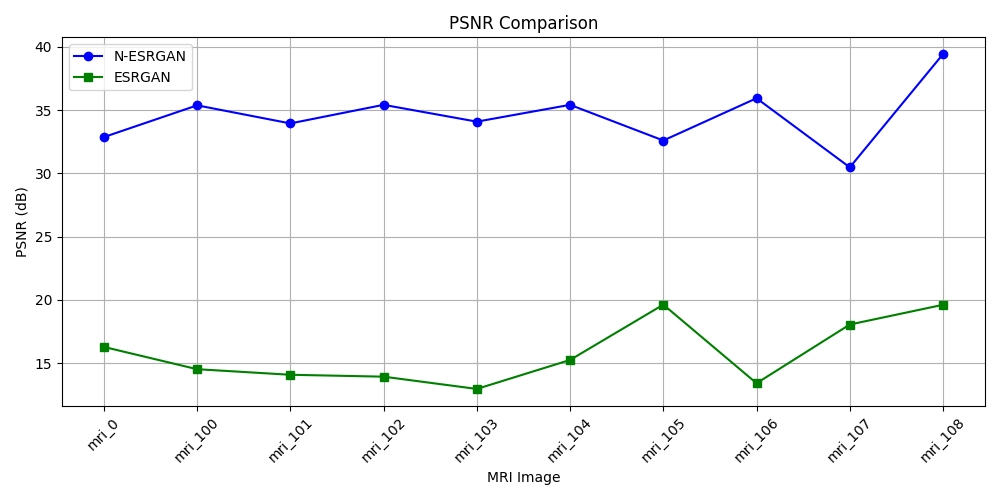 PSNR Comparison
N-ESRGAN
ESRGAN
PSNR (dB)
40
35
30
25
20
15
mri_0
mri_100
mri_101
mri_102
mri_103
mri_104
mri_105
mri_106
mri_107
mri_108
MRI Image